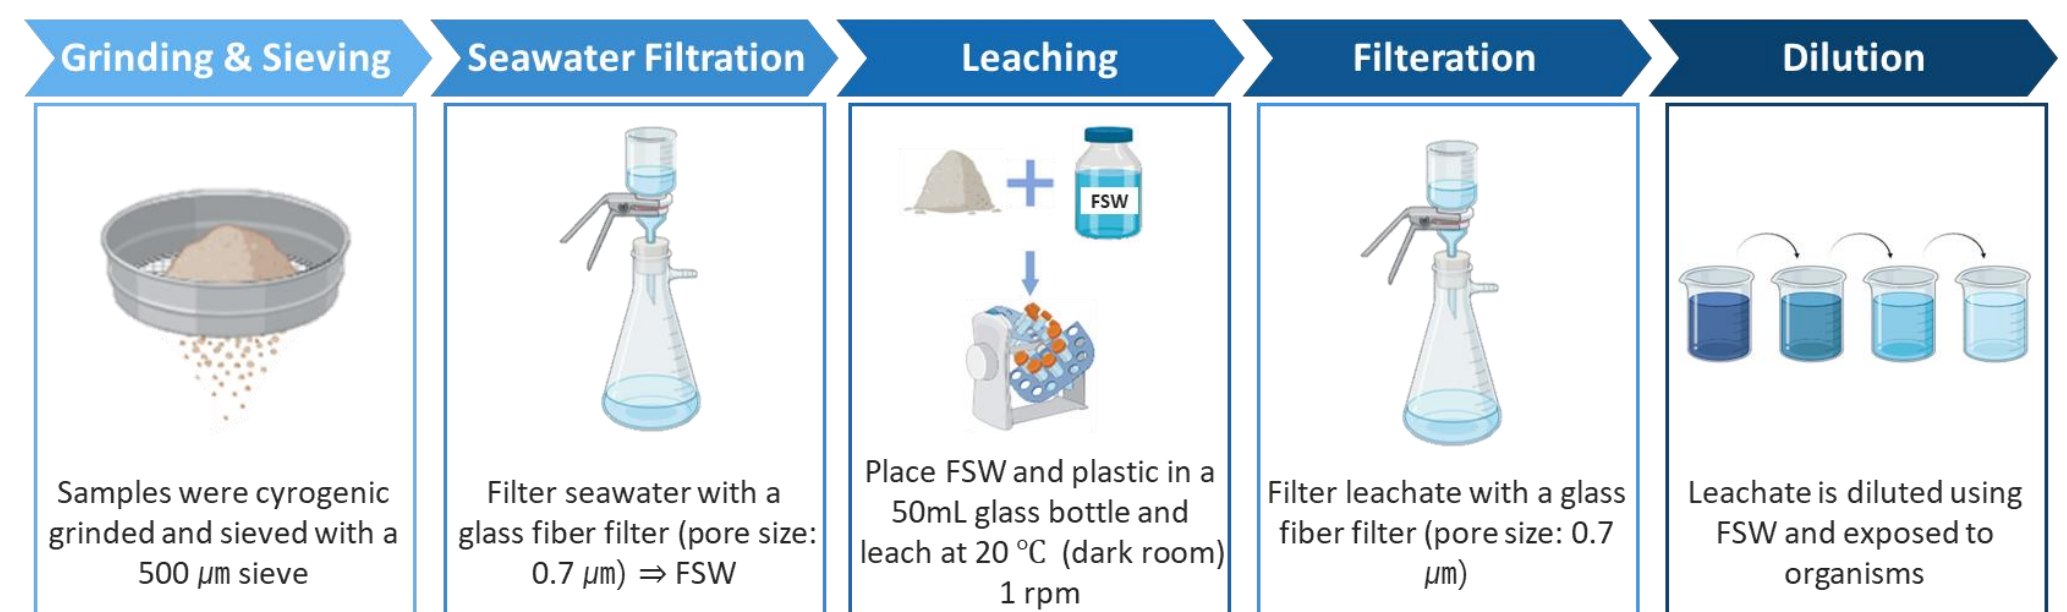 Grinding & Sieving
Seawater Filtration
Leaching
Filteration
Dilution
Samples were cyrogenic
grinded and sieved with a
500 μm sieve
Filter seawater with a
glass fiber filter (pore size:
0.7 μm) ⇒ FSW
FSW
Place FSW and plastic in a
50mL glass bottle and
leach at 20 ℃ (dark room)
1 rpm
Filter leachate with a glass
fiber filter (pore size: 0.7
μm)
Leachate is diluted using
FSW and exposed to
organisms